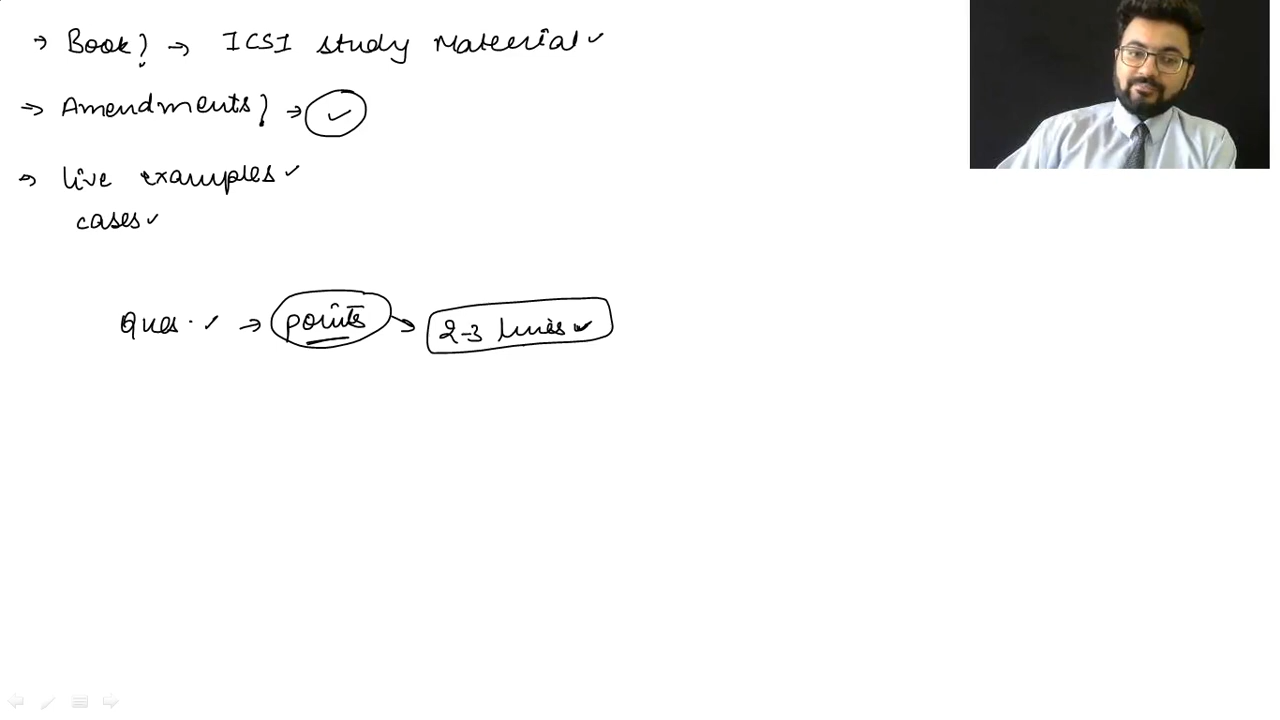 → Book? → ICSI study Material ✓
→ Amendments? → ✓
→ live examples ✓
cases ✓
Ques. ✓ → points → 2-3 lines ✓